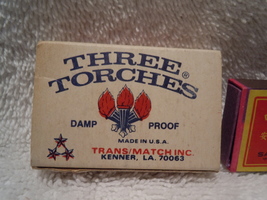 THREE
TORCHES®
DAMP PROOF
MADE IN U.S.A.
TRANS/MATCH INC.
KENNER, LA. 70063